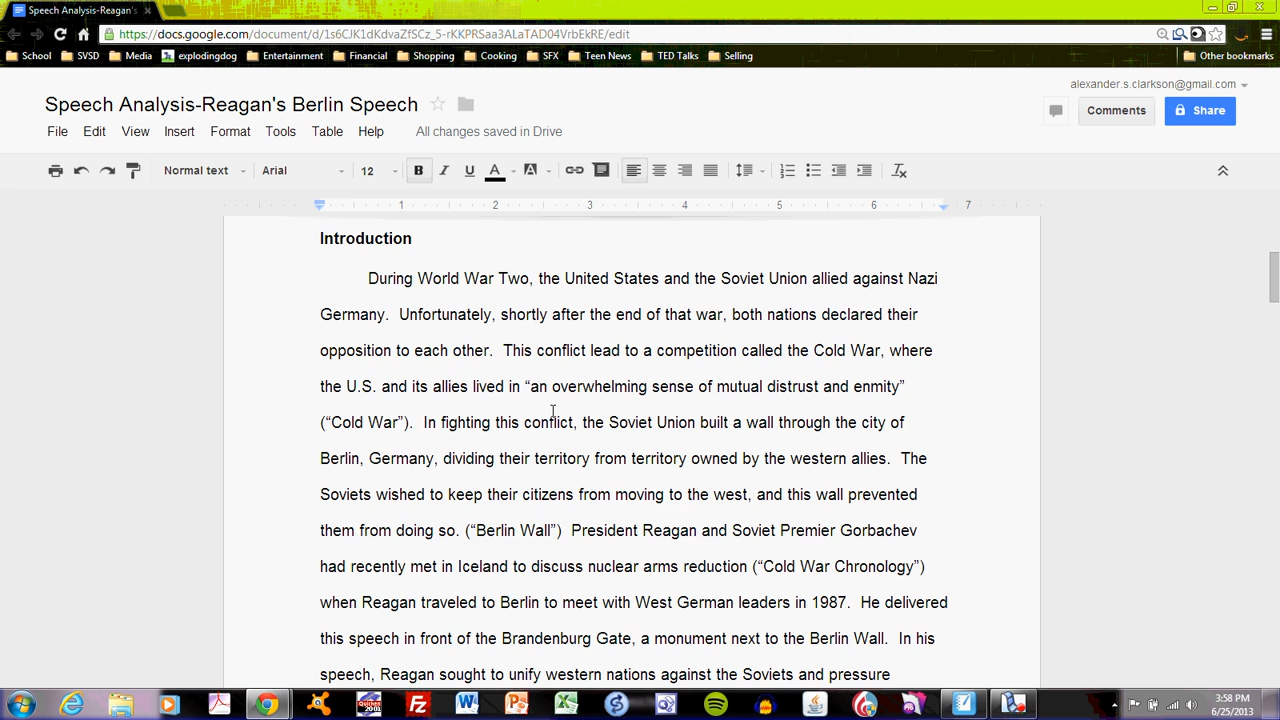 Speech Analysis-Reagan's
https://docs.google.com/document/d/1s6CJK1dKdvaZfSCz_5-rKKPRSaa3ALaTAD04VrbEkRE/edit
School SVSD Media explodingdog Entertainment Financial Shopping Cooking SFX Teen News TED Talks Selling Other bookmarks
alexander.s.clarkson@gmail.com
Speech Analysis-Reagan's Berlin Speech
Comments Share
File Edit View Insert Format Tools Table Help All changes saved in Drive
Normal text Arial 12 B I U A A
1 2 3 4 5 6 7
Introduction
During World War Two, the United States and the Soviet Union allied against Nazi
Germany. Unfortunately, shortly after the end of that war, both nations declared their
opposition to each other. This conflict lead to a competition called the Cold War, where
the U.S. and its allies lived in “an overwhelming sense of mutual distrust and enmity”
(“Cold War”). In fighting this conflict, the Soviet Union built a wall through the city of
Berlin, Germany, dividing their territory from territory owned by the western allies. The
Soviets wished to keep their citizens from moving to the west, and this wall prevented
them from doing so. (“Berlin Wall”) President Reagan and Soviet Premier Gorbachev
had recently met in Iceland to discuss nuclear arms reduction (“Cold War Chronology”)
when Reagan traveled to Berlin to meet with West German leaders in 1987. He delivered
this speech in front of the Brandenburg Gate, a monument next to the Berlin Wall. In his
speech, Reagan sought to unify western nations against the Soviets and pressure
3:58 PM
6/25/2013